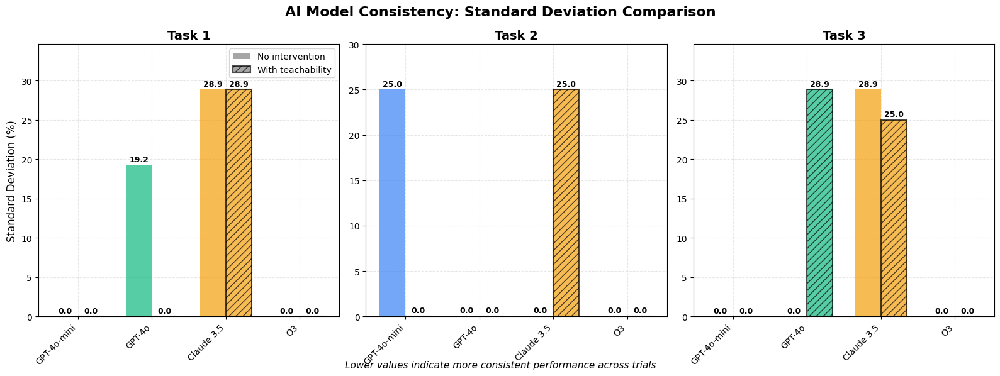 AI Model Consistency: Standard Deviation Comparison
Task 1
Standard Deviation (%)
30
25
20
15
10
5
0
No intervention
With teachability
0.0 0.0
19.2 0.0
28.9 28.9
0.0 0.0
GPT-4o-mini
GPT-4o
Claude 3.5
O3
Task 2
30
25
20
15
10
5
0
25.0 0.0
0.0 0.0
0.0 25.0
0.0 0.0
GPT-4o-mini
GPT-4o
Claude 3.5
O3
Task 3
30
25
20
15
10
5
0
0.0 0.0
0.0 28.9
28.9 25.0
0.0 0.0
GPT-4o-mini
GPT-4o
Claude 3.5
O3
Lower values indicate more consistent performance across trials